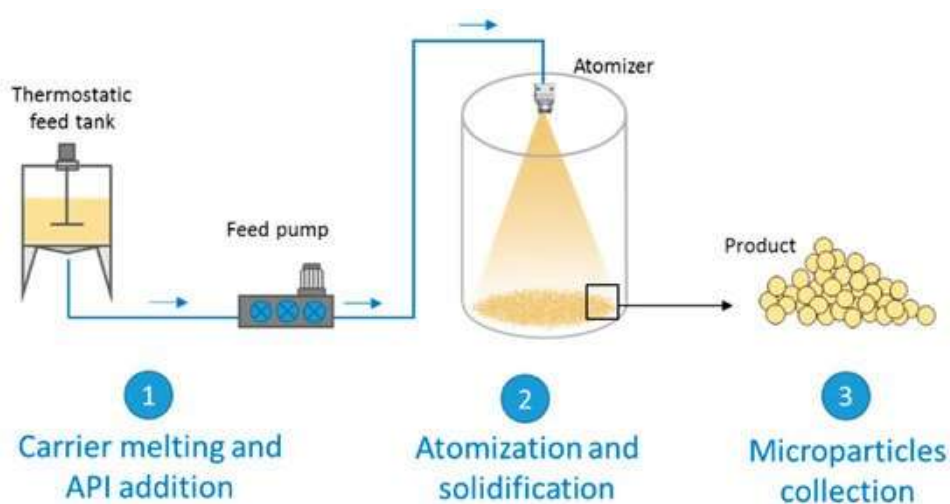 Thermostatic
feed tank
Feed pump
Atomizer
Product
1
Carrier melting and
API addition
2
Atomization and
solidification
3
Microparticles
collection